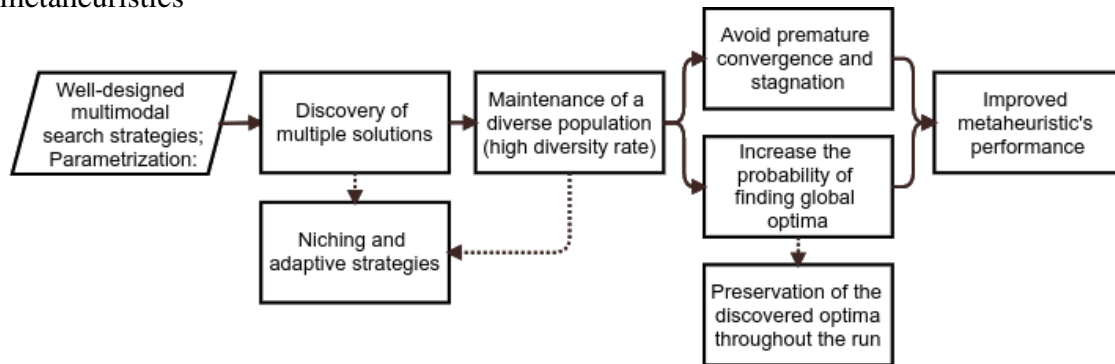 metaheuristics
Well-designed
multimodal
search strategies;
Parametrization:
Discovery of
multiple solutions
Maintenance of a
diverse population
(high diversity rate)
Avoid premature
convergence and
stagnation
Increase the
probability of
finding global
optima
Improved
metaheuristic's
performance
Niching and
adaptive strategies
Preservation of the
discovered optima
throughout the run